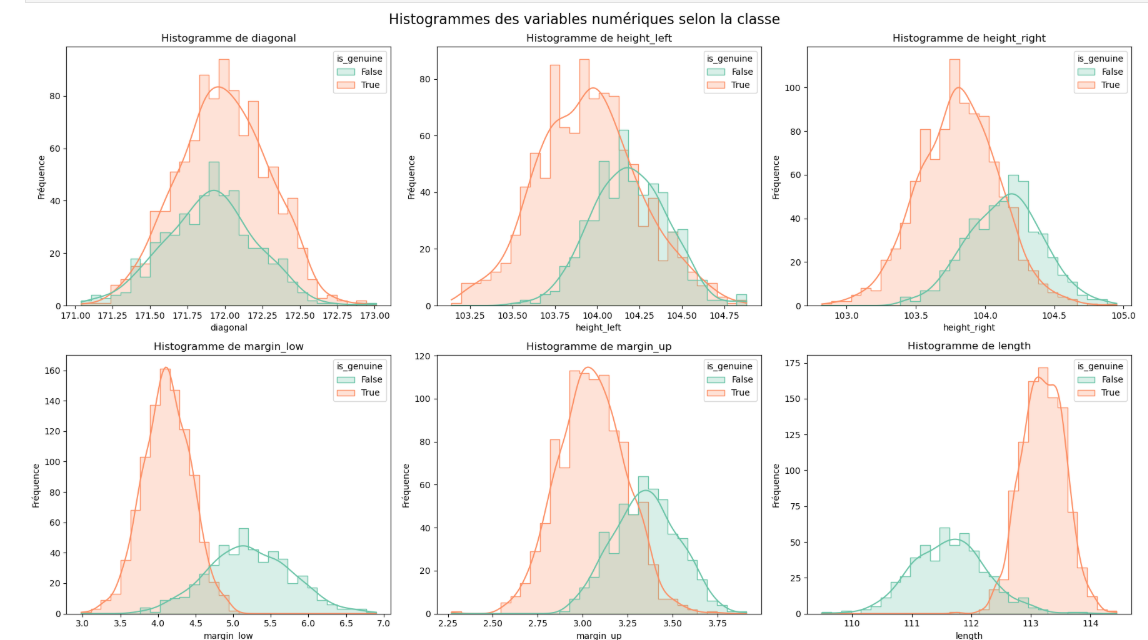 Histogrammes des variables numériques selon la classe
Histogramme de diagonal
Histogramme de height_left
Histogramme de height_right
is_genuine
False
True
is_genuine
False
True
is_genuine
False
True
Fréquence
80
60
40
20
0
171.00 171.25 171.50 171.75 172.00 172.25 172.50 172.75 173.00
diagonal
Fréquence
80
60
40
20
0
103.25 103.50 103.75 104.00 104.25 104.50 104.75
height_left
Fréquence
100
80
60
40
20
0
103.0 103.5 104.0 104.5 105.0
height_right
Histogramme de margin_low
Histogramme de margin_up
Histogramme de length
is_genuine
False
True
is_genuine
False
True
is_genuine
False
True
Fréquence
160
140
120
100
80
60
40
20
0
3.0 3.5 4.0 4.5 5.0 5.5 6.0 6.5 7.0
margin_low
Fréquence
120
100
80
60
40
20
0
2.25 2.50 2.75 3.00 3.25 3.50 3.75
margin_up
Fréquence
175
150
125
100
75
50
25
0
110 111 112 113 114
length